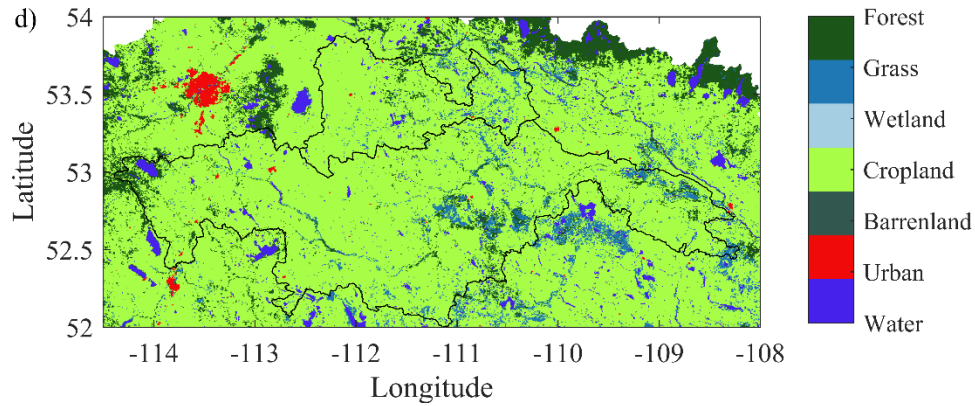 d)
54
53.5
53
52.5
52
Latitude
-114
-113
-112
-111
-110
-109
-108
Longitude
Forest
Grass
Wetland
Cropland
Barrenland
Urban
Water